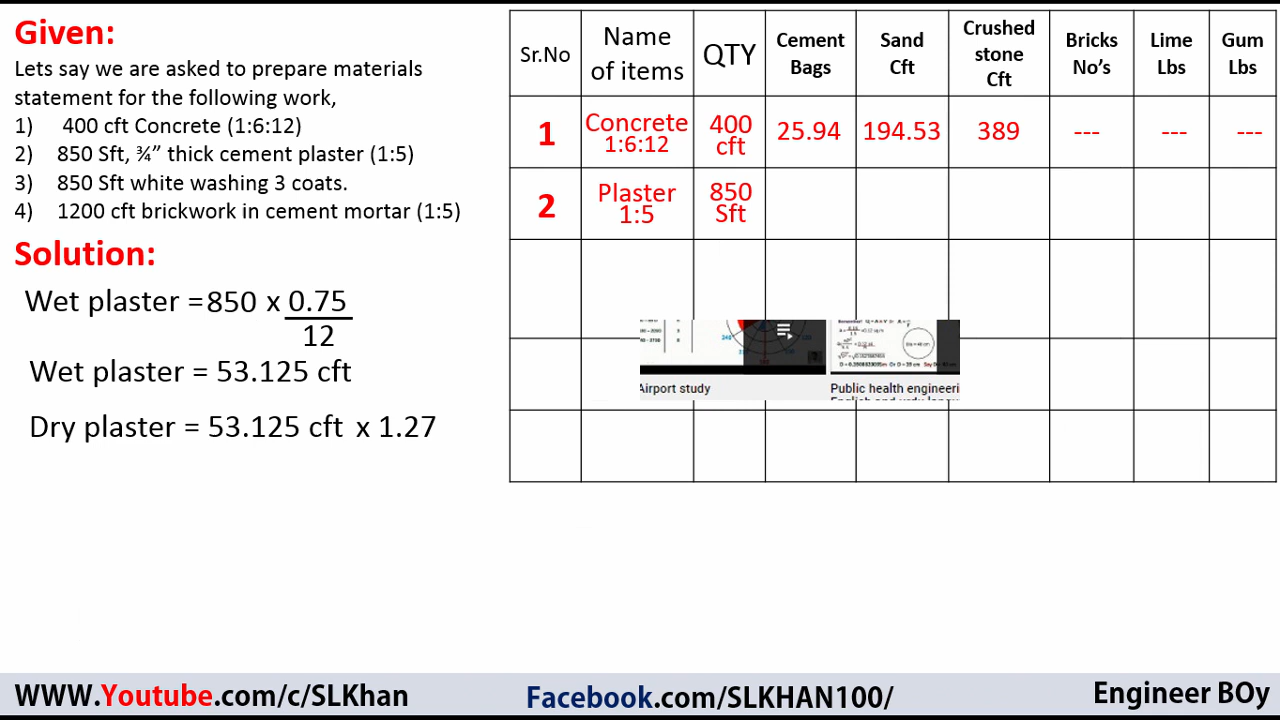 Given:
Lets say we are asked to prepare materials
statement for the following work,
1) 400 cft Concrete (1:6:12)
2) 850 Sft, ¾” thick cement plaster (1:5)
3) 850 Sft white washing 3 coats.
4) 1200 cft brickwork in cement mortar (1:5)
Solution:
Wet plaster = 850 x 0.75
12
Wet plaster = 53.125 cft
Dry plaster = 53.125 cft x 1.27
Sr.No
Name
of items
QTY
Cement
Bags
Sand
Cft
Crushed
stone
Cft
Bricks
No’s
Lime
Lbs
Gum
Lbs
1
Concrete
1:6:12
400
cft
25.94
194.53
389
---
---
---
2
Plaster
1:5
850
Sft
Airport study
Public health engineeri
WWW.Youtube.com/c/SLKhan
Facebook.com/SLKHAN100/
Engineer BOy